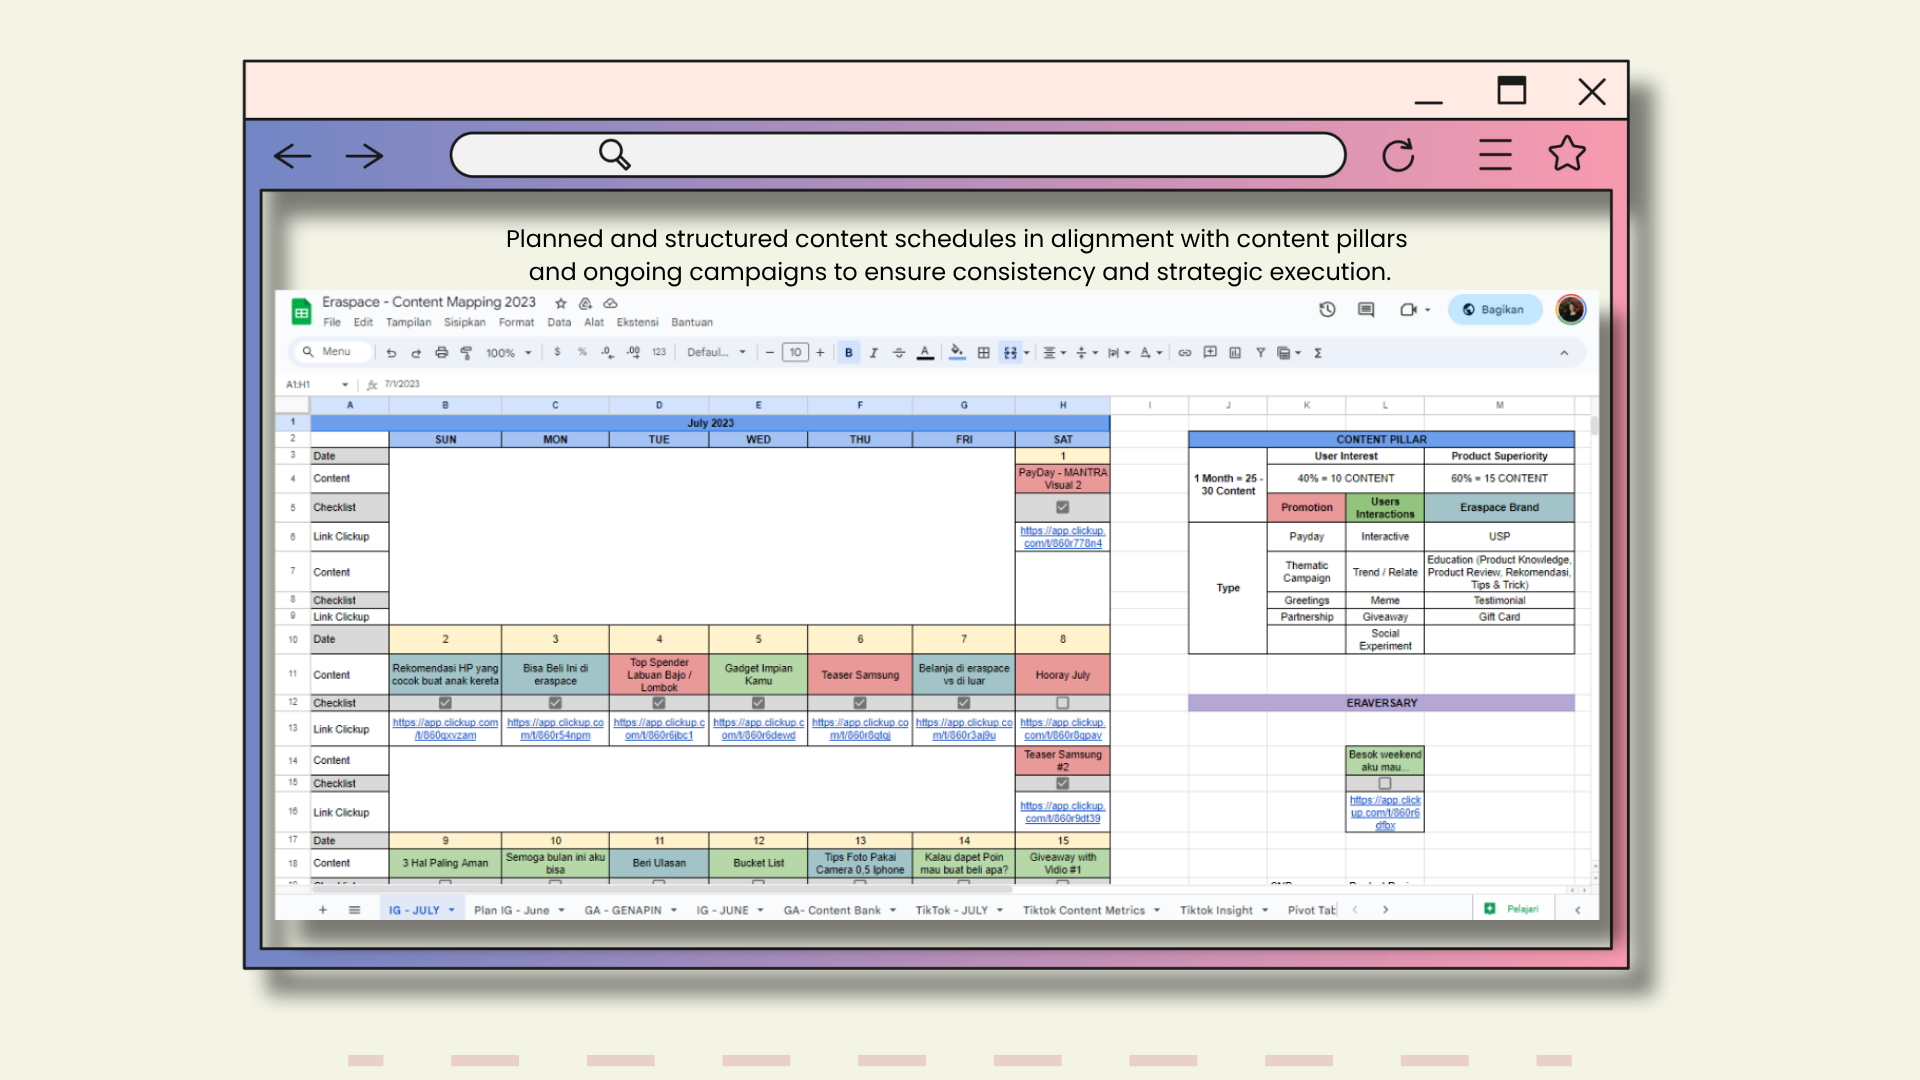 Planned and structured content schedules in alignment with content pillars
and ongoing campaigns to ensure consistency and strategic execution.
Eraspace - Content Mapping 2023
File Edit Tampilan Sisipkan Format Data Alat Ekstensi Bantuan
Bagikan
Menu 100% $ % .0 .00 123 Defaul... − 10 + B I A
A1:H1 fx 7/1/2023
A B C D E F G H I J K L M
1 July 2023
2 SUN MON TUE WED THU FRI SAT CONTENT PILLAR
3 Date 1 User Interest Product Superiority
4 Content PayDay - MANTRA
Visual 2
1 Month = 25 -
30 Content
40% = 10 CONTENT 60% = 15 CONTENT
5 Checklist Promotion Users
Interactions
Eraspace Brand
6 Link Clickup https://app.clickup.
com/t/860r778n4
Type
Payday Interactive USP
7 Content Thematic
Campaign
Trend / Relate
Education (Product Knowledge,
Product Review, Rekomendasi,
Tips & Trick)
8 Checklist Greetings Meme Testimonial
9 Link Clickup Partnership Giveaway Gift Card
10 Date 2 3 4 5 6 7 8 Social
Experiment
11 Content Rekomendasi HP yang
cocok buat anak kereta
Bisa Beli Ini di
eraspace
Top Spender
Labuan Bajo /
Lombok
Gadget Impian
Kamu
Teaser Samsung
Belanja di eraspace
vs di luar
Hooray July
12 Checklist ERAVERSARY
13 Link Clickup https://app.clickup.com
/t/860qxvzam
https://app.clickup.co
m/t/860r54npm
https://app.clickup.c
om/t/860r6jbc1
https://app.clickup.c
om/t/860r6dewd
https://app.clickup.co
m/t/860r8qtqj
https://app.clickup.co
m/t/860r3aj9u
https://app.clickup.
com/t/860r8qpav
14 Content Teaser Samsung
#2
Besok weekend
aku mau...
15 Checklist
16 Link Clickup https://app.clickup.
com/t/860r9dt39
https://app.click
up.com/t/860r6
dfbx
17 Date 9 10 11 12 13 14 15
18 Content 3 Hal Paling Aman
Semoga bulan ini aku
bisa
Beri Ulasan
Bucket List
Tips Foto Pakai
Camera 0,5 Iphone
Kalau dapet Poin
mau buat beli apa?
Giveaway with
Vidio #1
IG - JULY Plan IG - June GA - GENAPIN IG - JUNE GA- Content Bank TikTok - JULY Tiktok Content Metrics Tiktok Insight Pivot Tab Pelajari